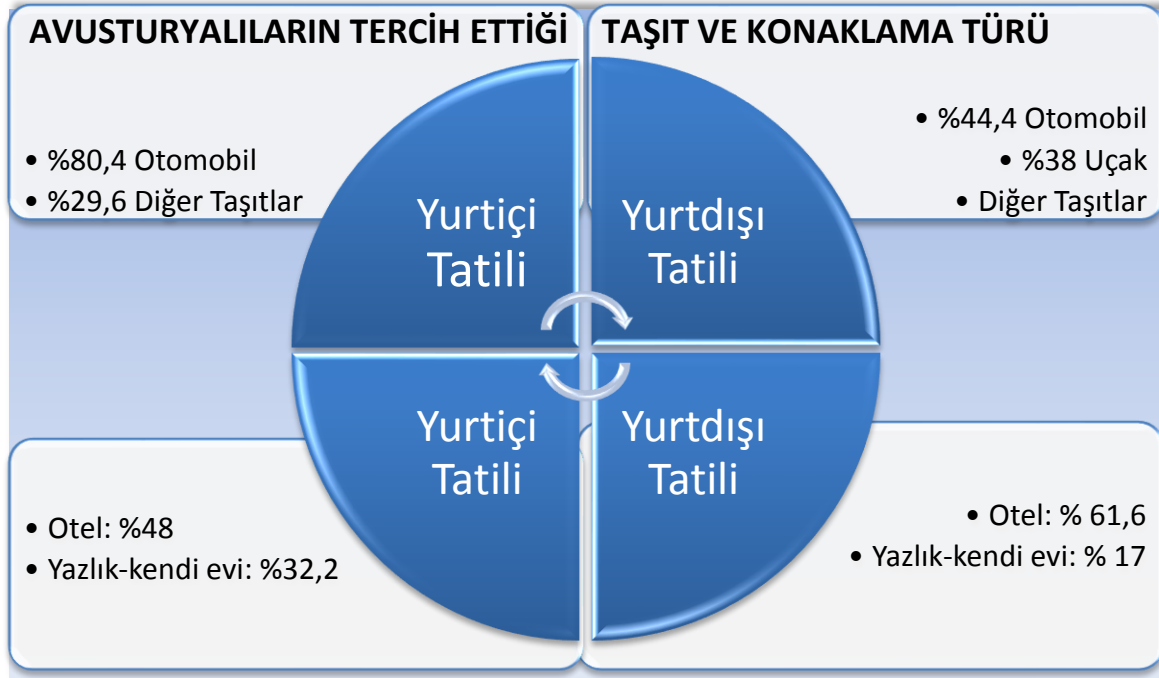 AVUSTURYALILARIN TERCİH ETTİĞİ
TAŞIT VE KONAKLAMA TÜRÜ
• %80,4 Otomobil
• %29,6 Diğer Taşıtlar
• %44,4 Otomobil
• %38 Uçak
• Diğer Taşıtlar
Yurtiçi
Tatili
Yurtdışı
Tatili
Yurtiçi
Tatili
Yurtdışı
Tatili
• Otel: %48
• Yazlık-kendi evi: %32,2
• Otel: % 61,6
• Yazlık-kendi evi: % 17